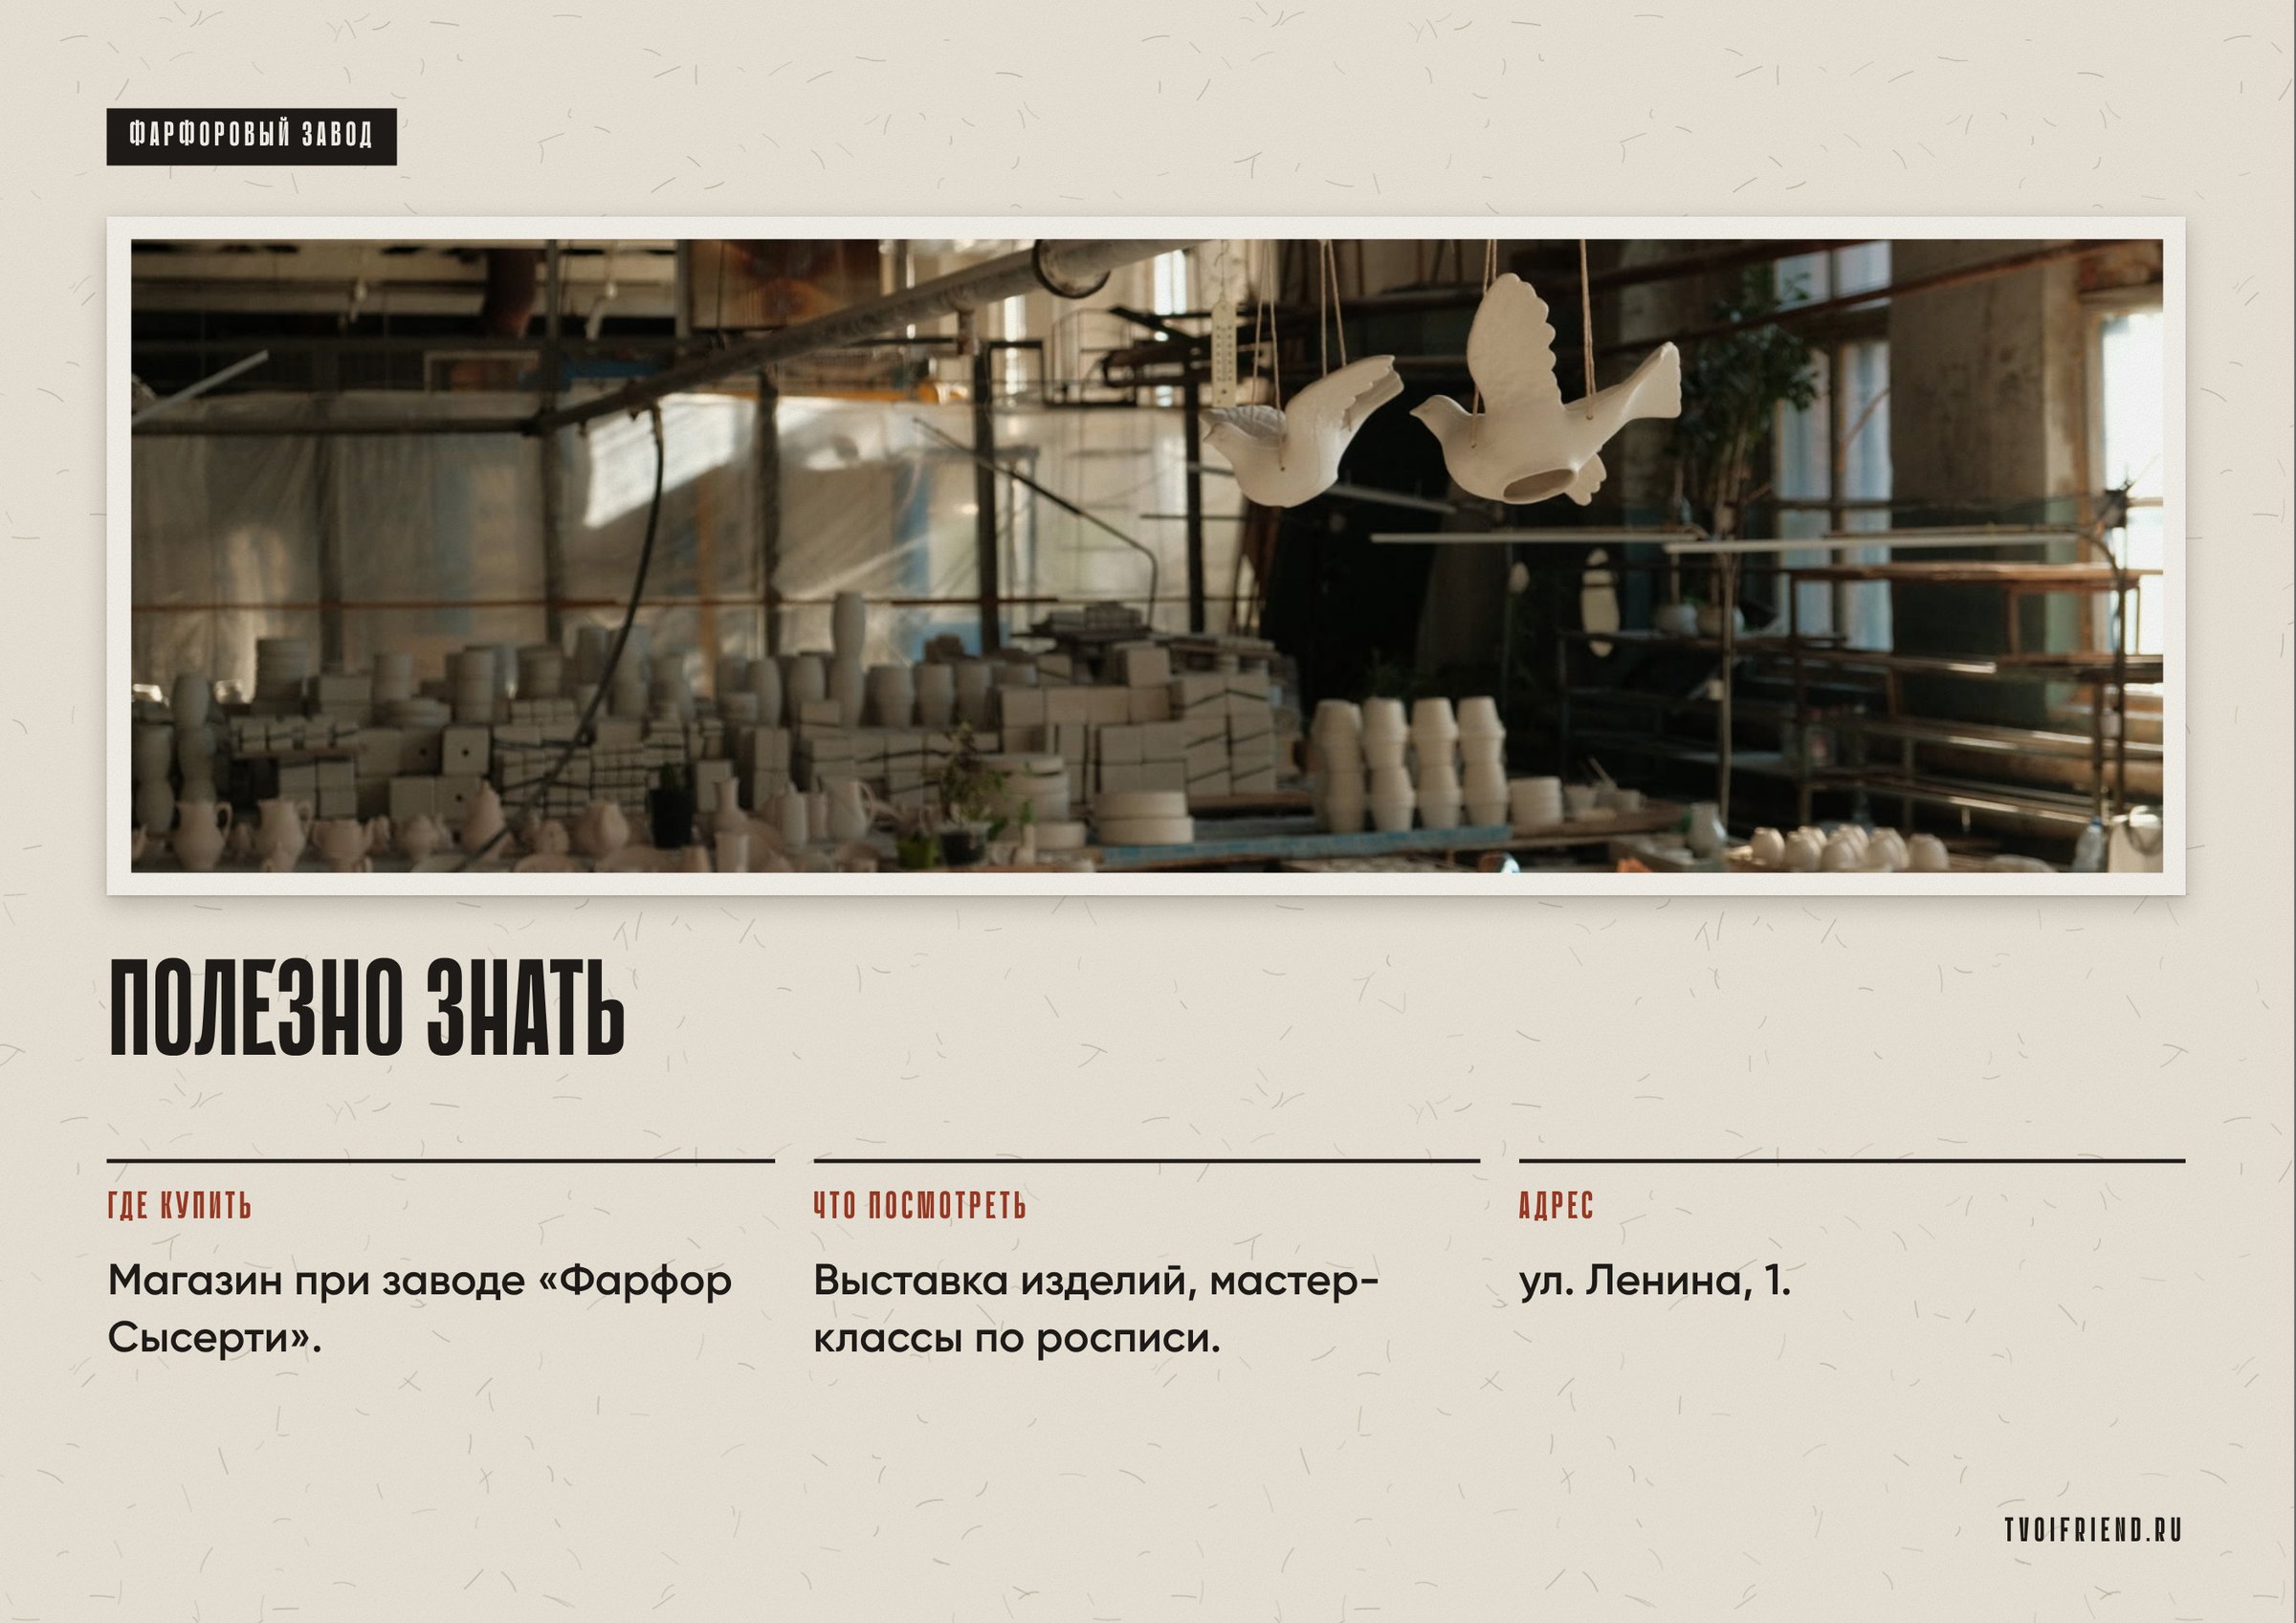 ФАРФОРОВЫЙ ЗАВОД
ПОЛЕЗНО ЗНАТЬ
ГДЕ КУПИТЬ
Магазин при заводе «Фарфор
Сысерти».
ЧТО ПОСМОТРЕТЬ
Выставка изделий, мастер-
классы по росписи.
АДРЕС
ул. Ленина, 1.
TVOIFRIEND.RU